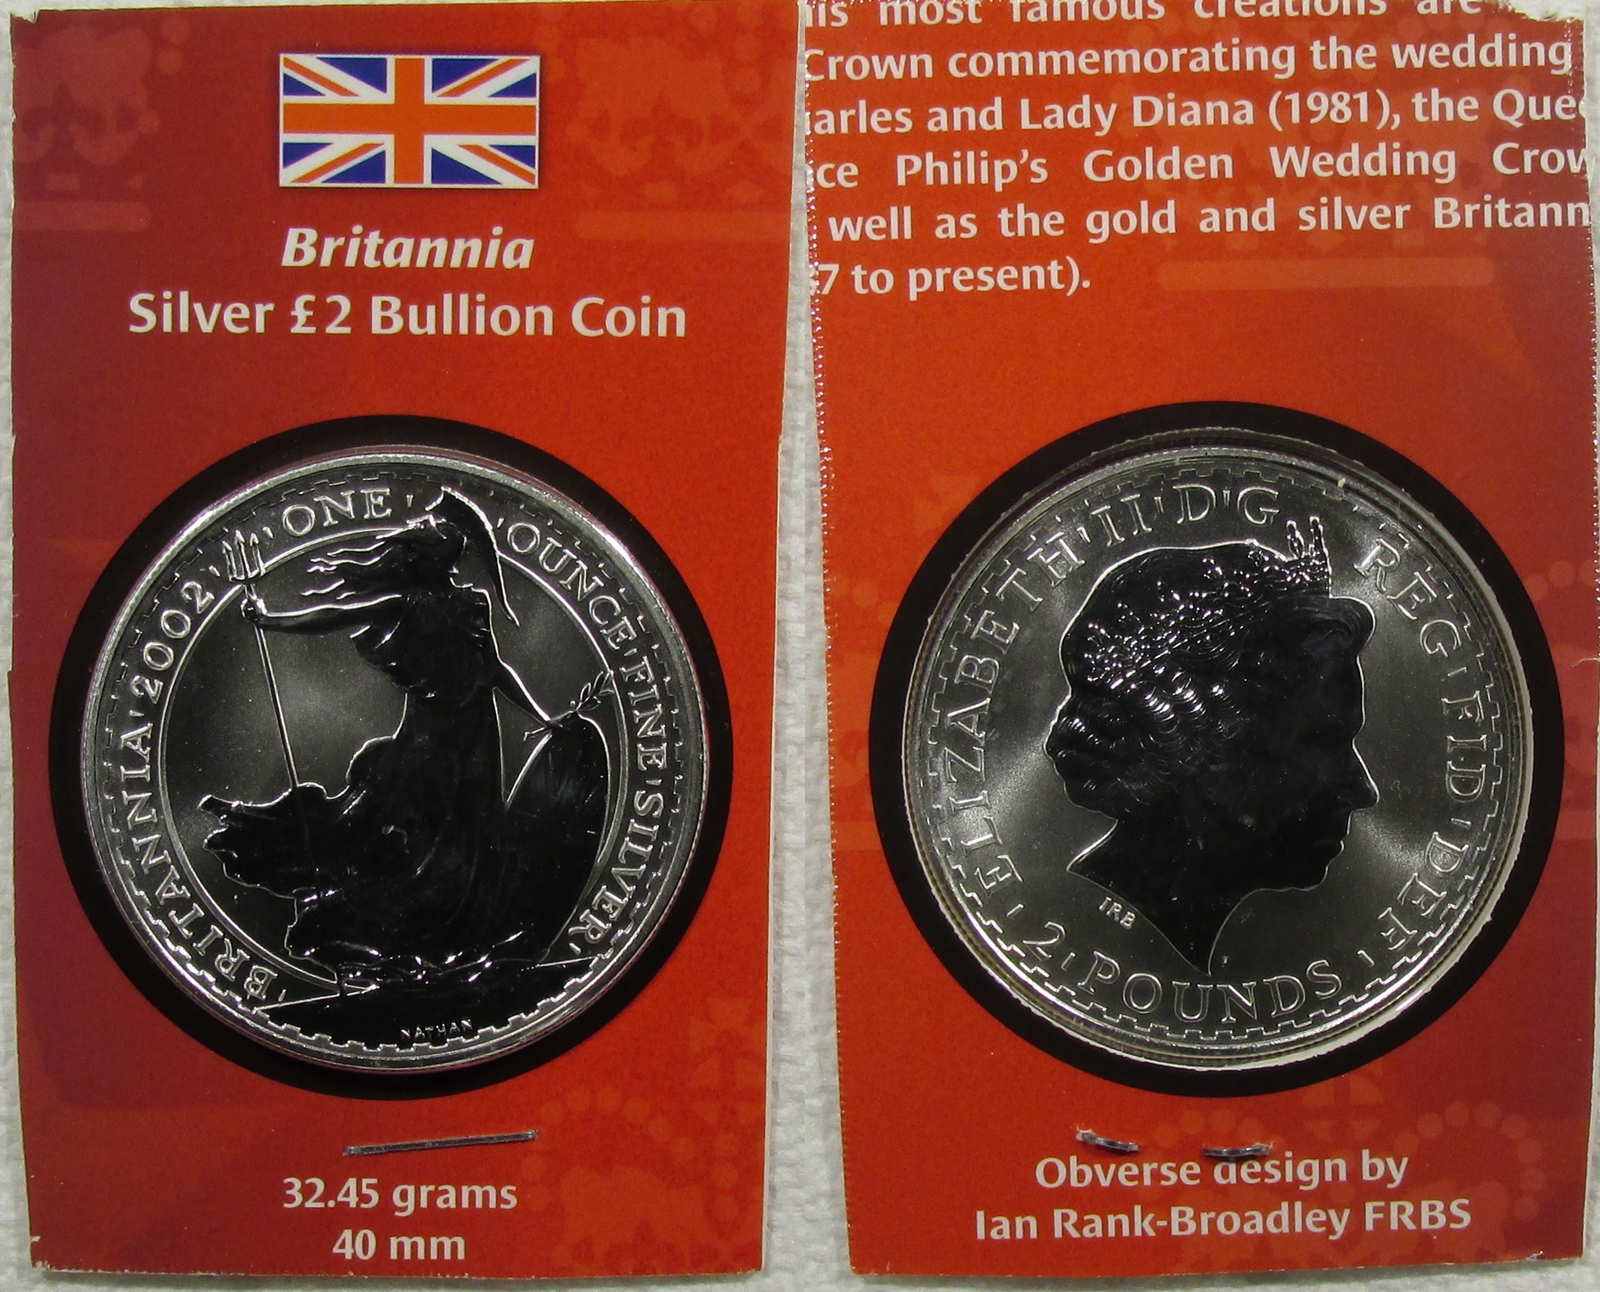 Britannia
Silver £2 Bullion Coin
BRITANNIA · 2002 · ONE · OUNCE · FINE · SILVER
NATHAN
32.45 grams
40 mm
his most famous creations are
Crown commemorating the wedding
arles and Lady Diana (1981), the Quee
ce Philip's Golden Wedding Crow
well as the gold and silver Britann
7 to present).
ELIZABETH · II · D · G REG · FID · DEF · 2 · POUNDS
IRB
Obverse design by
Ian Rank-Broadley FRBS